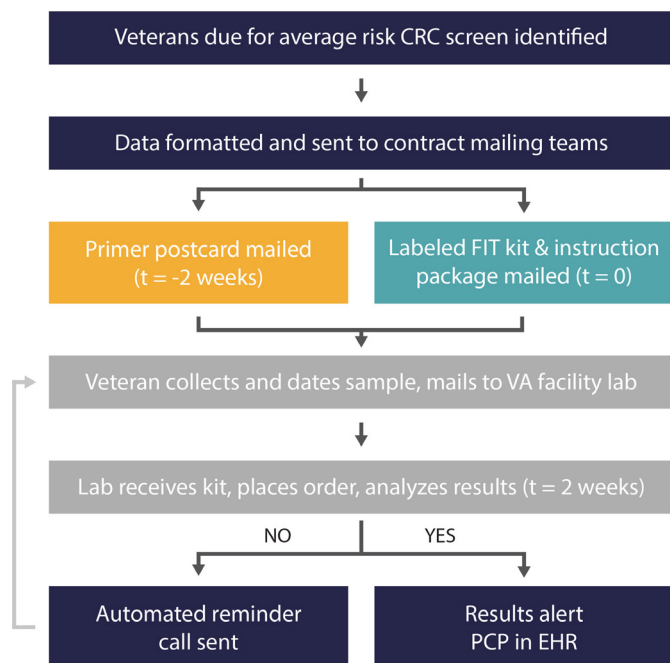 Veterans due for average risk CRC screen identified
Data formatted and sent to contract mailing teams
Primer postcard mailed
(t = -2 weeks)
Labeled FIT kit & instruction
package mailed (t = 0)
Veteran collects and dates sample, mails to VA facility lab
Lab receives kit, places order, analyzes results (t = 2 weeks)
NO
YES
Automated reminder
call sent
Results alert
PCP in EHR